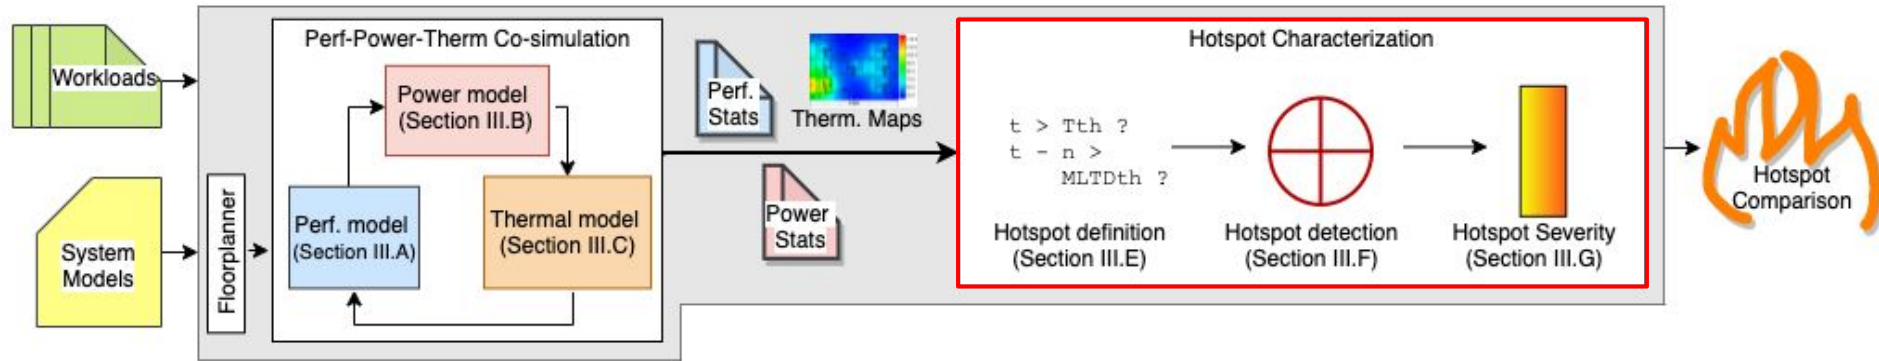 Workloads
System
Models
Floorplanner
Perf-Power-Therm Co-simulation
Power model
(Section III.B)
Perf. model
(Section III.A)
Thermal model
(Section III.C)
Perf.
Stats
Therm. Maps
Power
Stats
Hotspot Characterization
t > Tth ?
t - n >
MLTDth ?
Hotspot definition
(Section III.E)
Hotspot detection
(Section III.F)
Hotspot Severity
(Section III.G)
Hotspot
Comparison